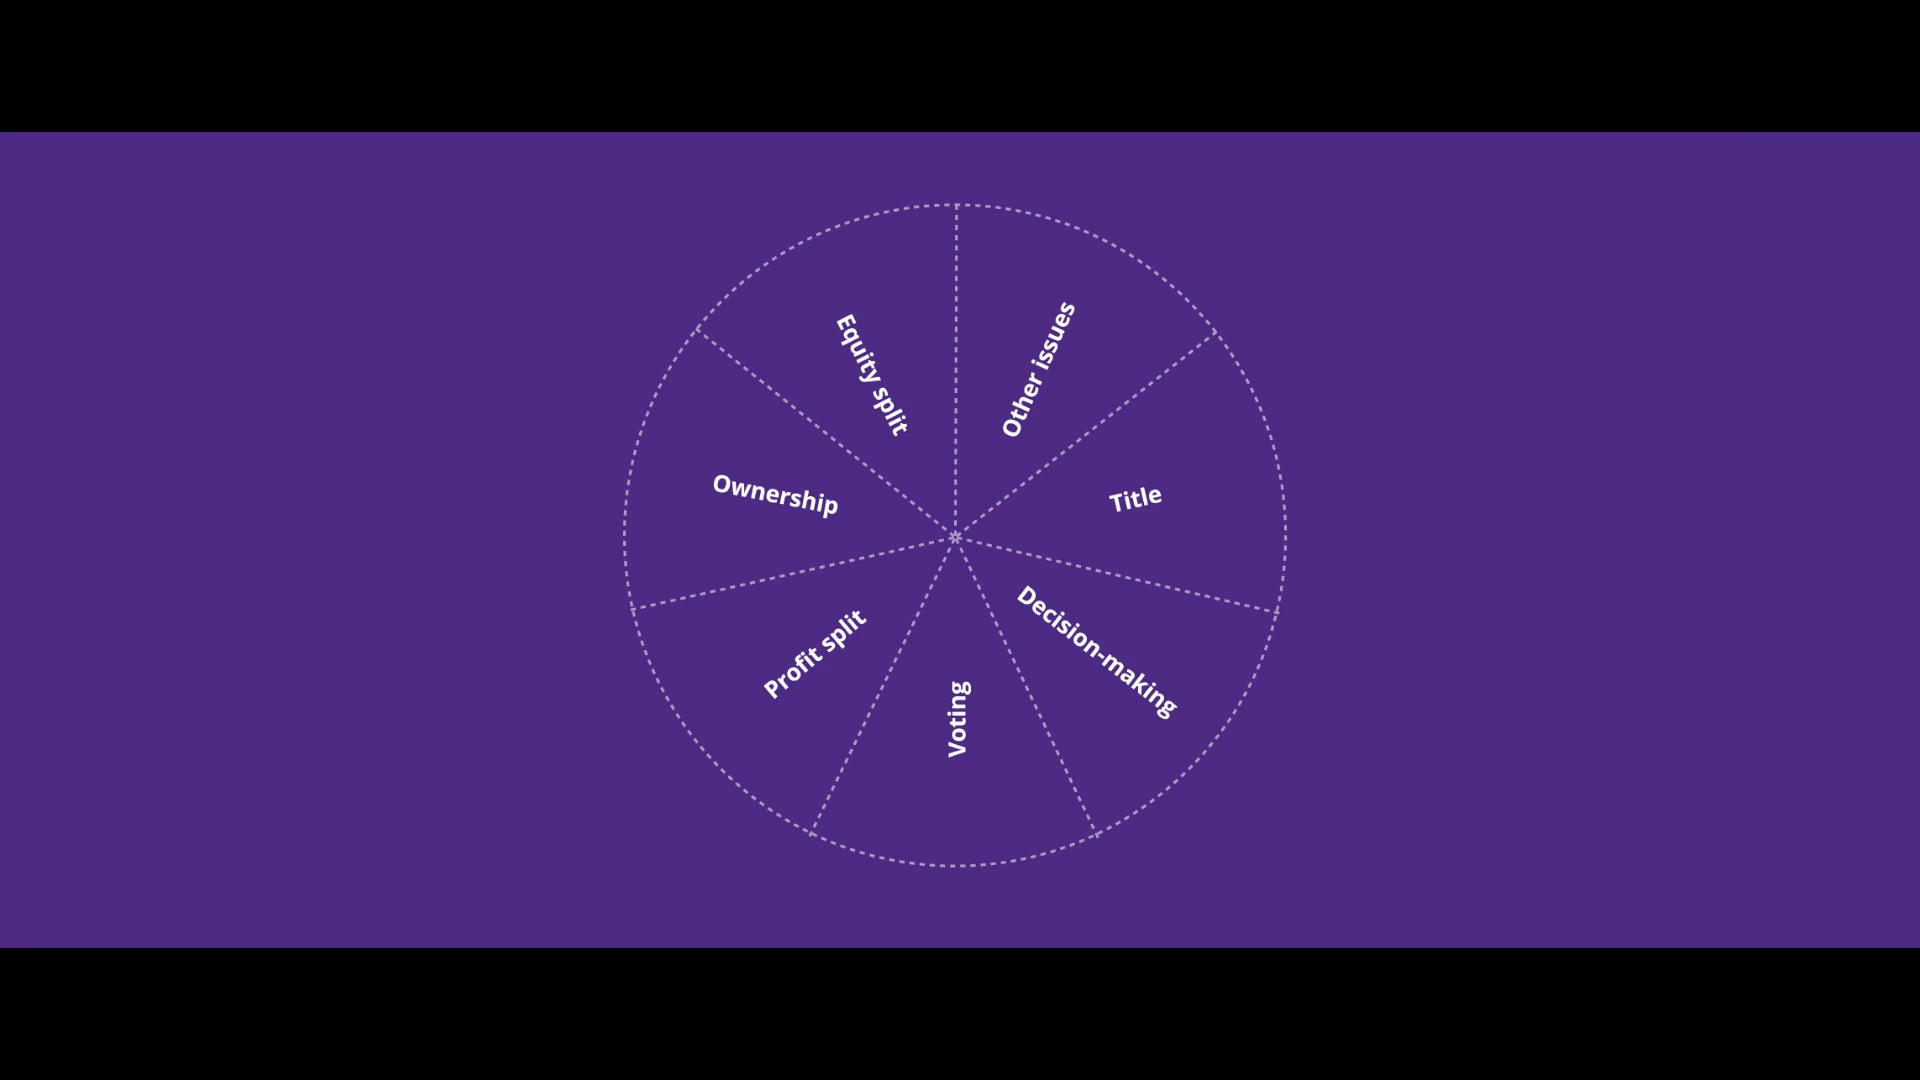 Other issues
Title
Decision-making
Voting
Profit split
Ownership
Equity split